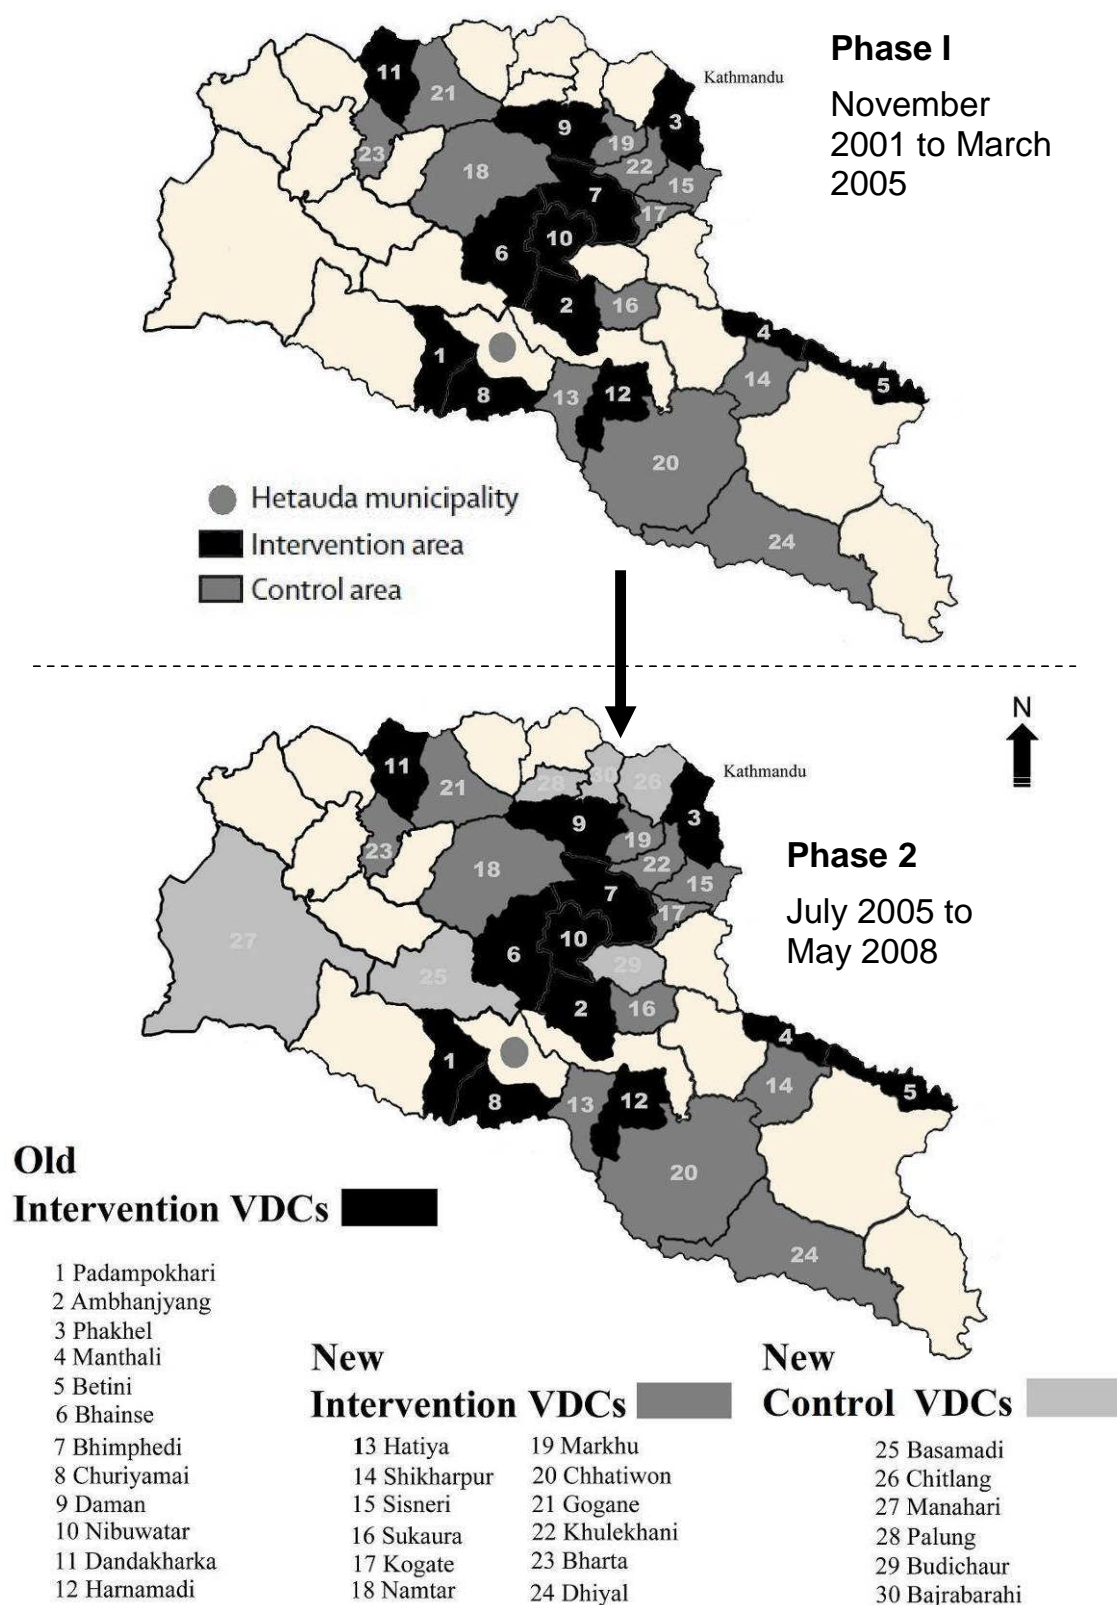 Phase I
November
2001 to March
2005
Kathmandu
11
21
9
3
19
23
22
18
15
7
17
10
6
2
16
4
1
14
5
8
13
12
20
24
Hetauda municipality
Intervention area
Control area
N
Kathmandu
Phase 2
July 2005 to
May 2008
11
21
28
30
26
9
3
19
23
22
18
15
7
17
27
10
6
29
25
2
16
4
1
14
5
8
13
12
20
24
Old
Intervention VDCs
1 Padampokhari
2 Ambhanjyang
3 Phakhel
4 Manthali
5 Betini
6 Bhainse
7 Bhimphedi
8 Churiyamai
9 Daman
10 Nibuwatar
11 Dandakharka
12 Harnamadi
New
Intervention VDCs
13 Hatiya
14 Shikharpur
15 Sisneri
16 Sukaura
17 Kogate
18 Namtar
19 Markhu
20 Chhatiwon
21 Gogane
22 Khulekhani
23 Bharta
24 Dhiyal
New
Control VDCs
25 Basamadi
26 Chitlang
27 Manahari
28 Palung
29 Budichaur
30 Bajrabarahi